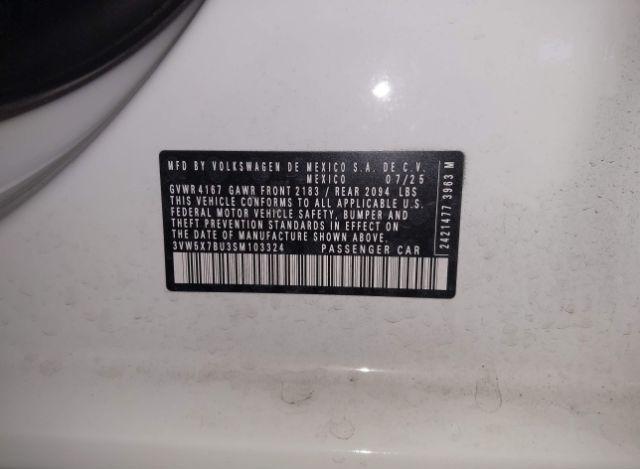 MFD BY VOLKSWAGEN DE MEXICO S.A. DE C.V.
MEXICO 07/25
GVWR 4167 GAWR FRONT 2183 / REAR 2094 LBS
THIS VEHICLE CONFORMS TO ALL APPLICABLE U.S.
FEDERAL MOTOR VEHICLE SAFETY, BUMPER AND
THEFT PREVENTION STANDARDS IN EFFECT ON
THE DATE OF MANUFACTURE SHOWN ABOVE.
3VW5X7BU3SM103324 PASSENGER CAR
2421477 3963 M